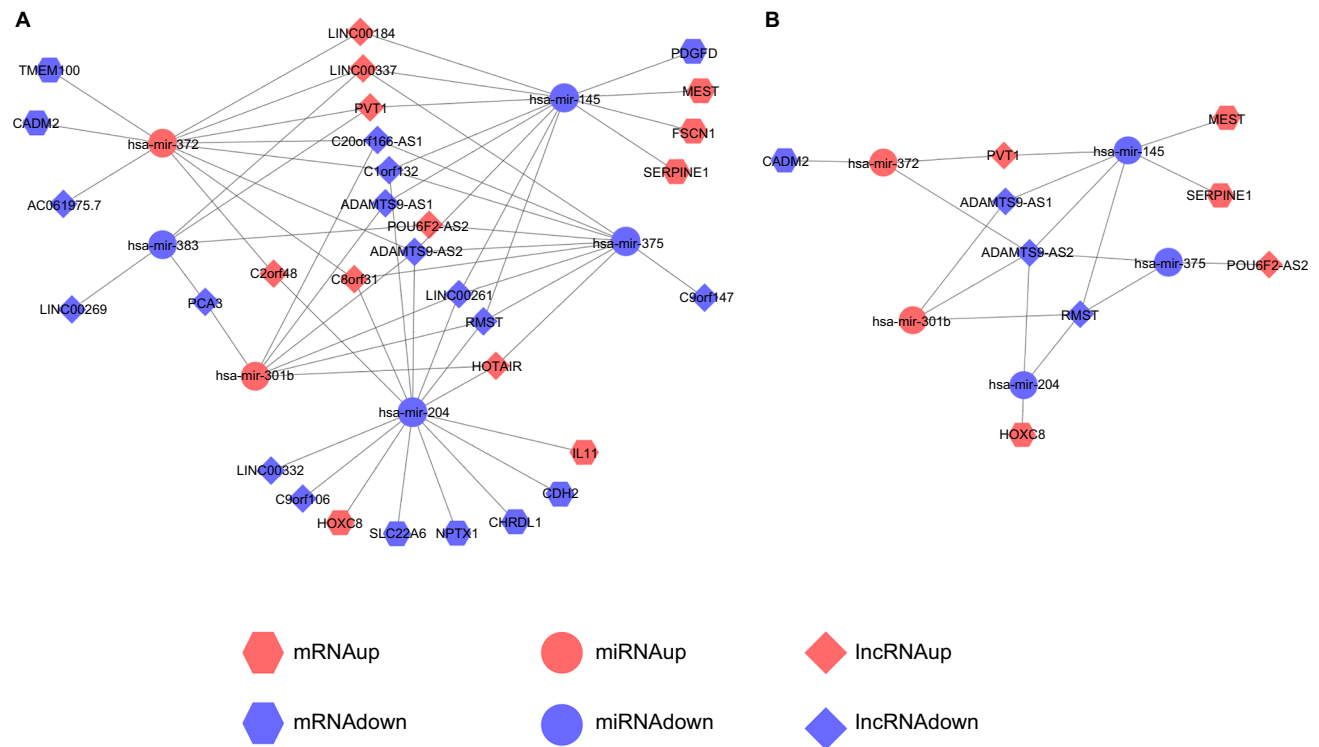 A
LINC00184
LINC00337
TMEM100
CADM2
hsa-mir-372
PVT1
C20orf166-AS1
C1orf132
ADAMTS9-AS1
POU6F2-AS2
ADAMTS9-AS2
hsa-mir-145
PDGFD
MEST
FSCN1
SERPINE1
AC061975.7
hsa-mir-383
hsa-mir-375
C2orf48
C8orf31
LINC00261
RMST
C9orf147
LINC00269
PCA3
hsa-mir-301b
HOTAIR
hsa-mir-204
LINC00332
C9orf106
HOXC8
SLC22A6
NPTX1
CHRDL1
CDH2
IL11
B
MEST
CADM2
hsa-mir-372
PVT1
hsa-mir-145
SERPINE1
ADAMTS9-AS1
ADAMTS9-AS2
hsa-mir-375
POU6F2-AS2
hsa-mir-301b
RMST
hsa-mir-204
HOXC8
mRNAup
miRNAup
lncRNAup
mRNAdown
miRNAdown
lncRNAdown